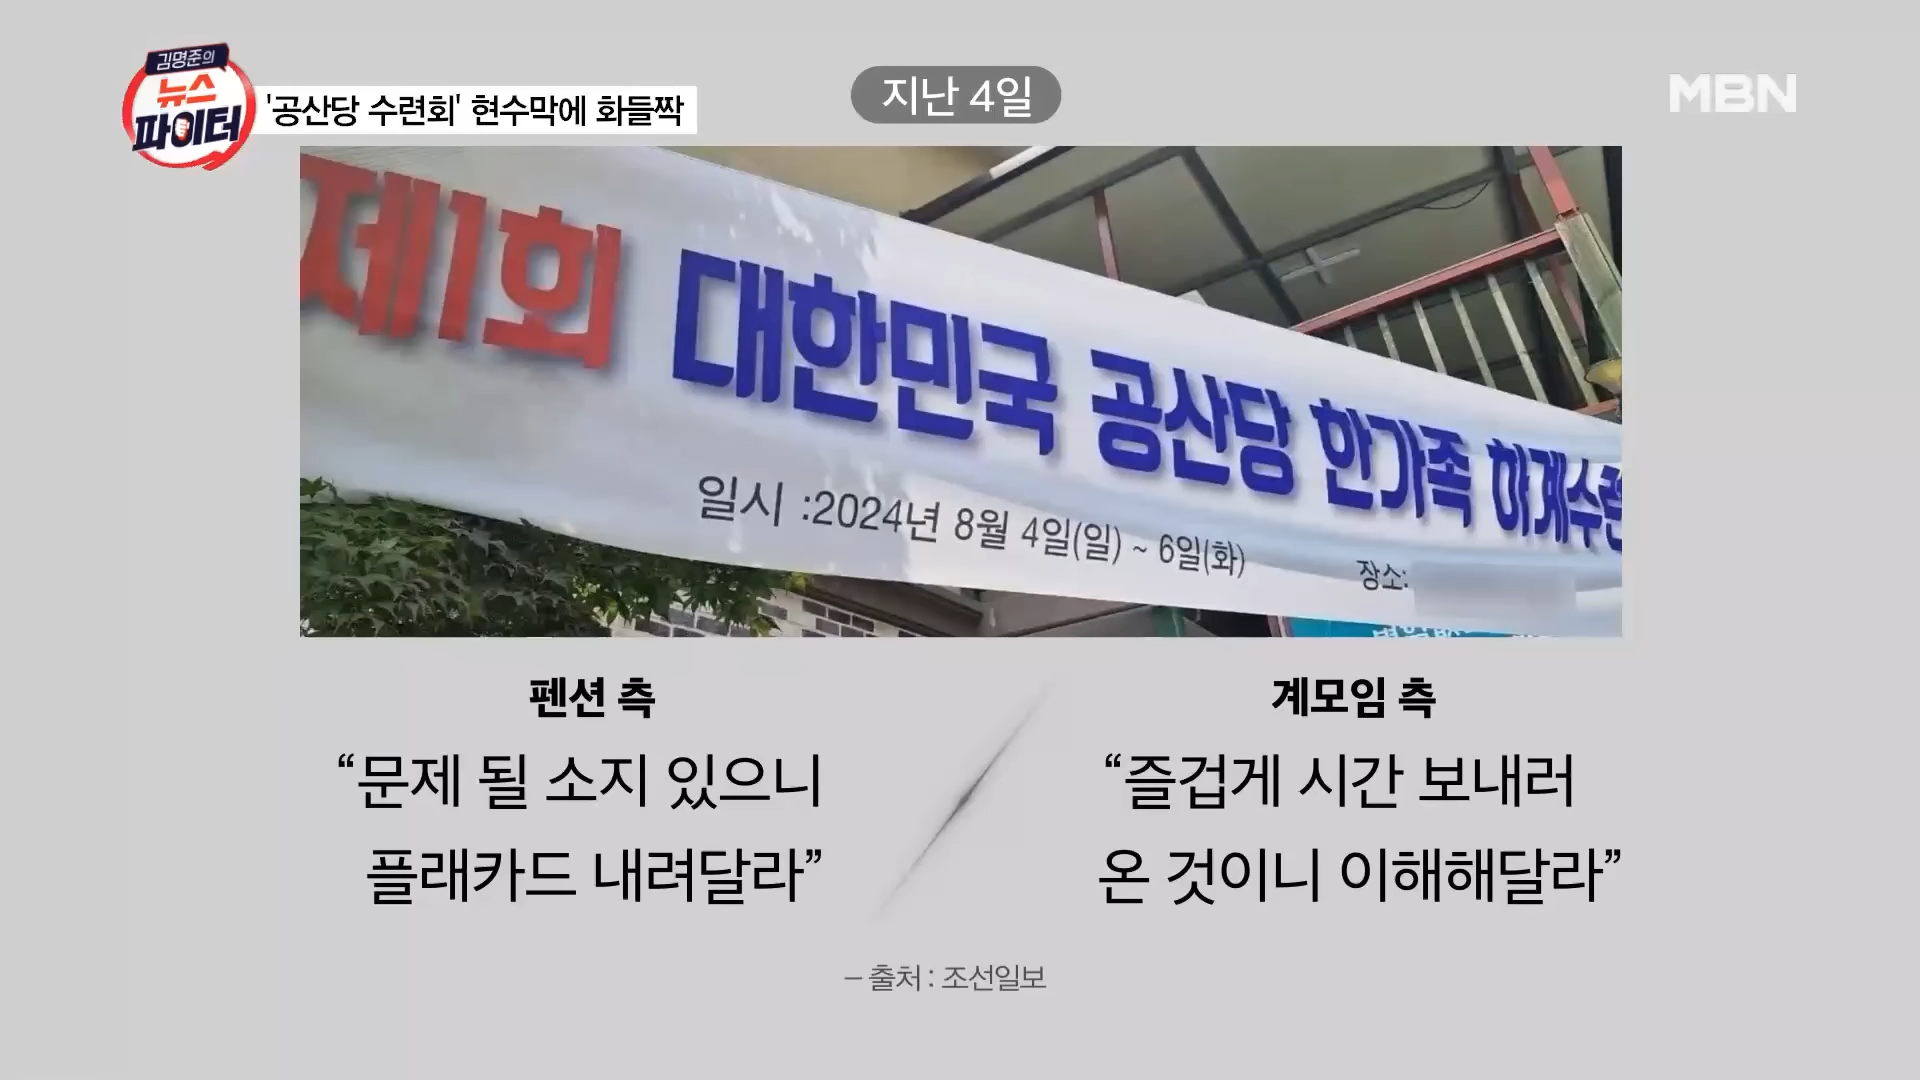 김명준의
뉴스
파이터
'공산당 수련회' 현수막에 화들짝
지난 4일
MBN
제1회 대한민국 공산당 한가족 하계수련
일시 :2024년 8월 4일(일) ~ 6일(화)
장소:
펜션 측
“문제 될 소지 있으니
플래카드 내려달라”
계모임 측
“즐겁게 시간 보내러
온 것이니 이해해달라”
– 출처 : 조선일보